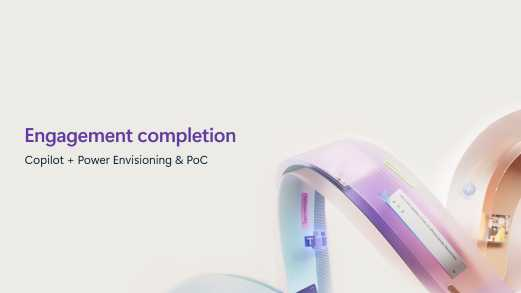 Engagement completion
Copilot + Power Envisioning & PoC